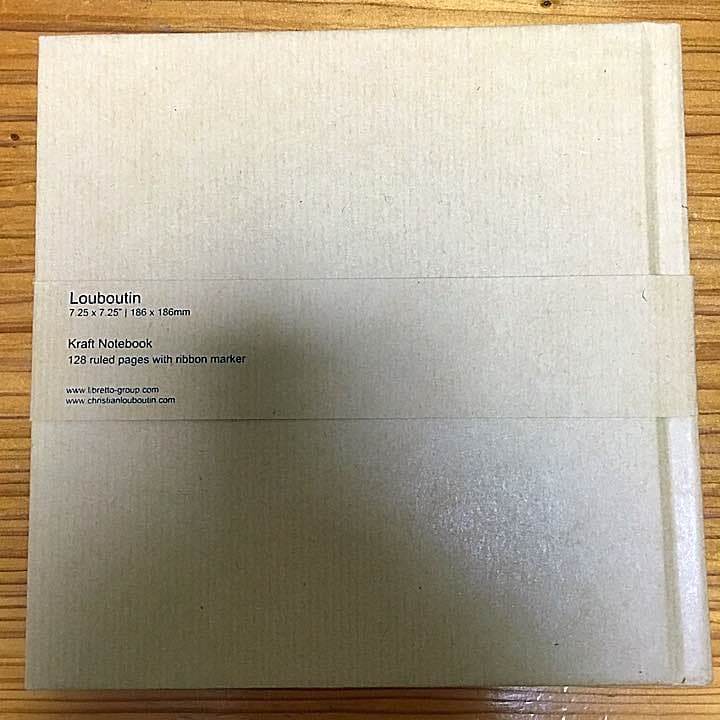 Louboutin
7.25 x 7.25" | 186 x 186mm
Kraft Notebook
128 ruled pages with ribbon marker
www.libretto-group.com
www.christianlouboutin.com